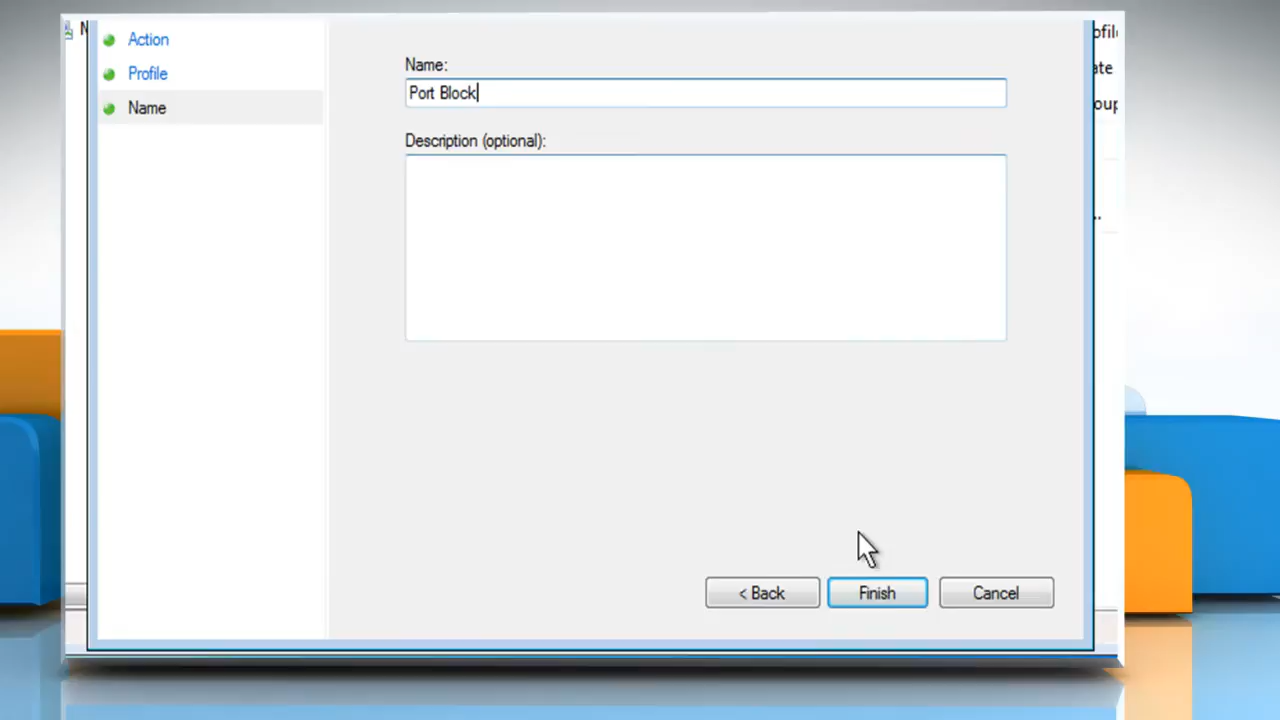 Action
Profile
Name
Name:
Port Block
Description (optional):
< Back
Finish
Cancel